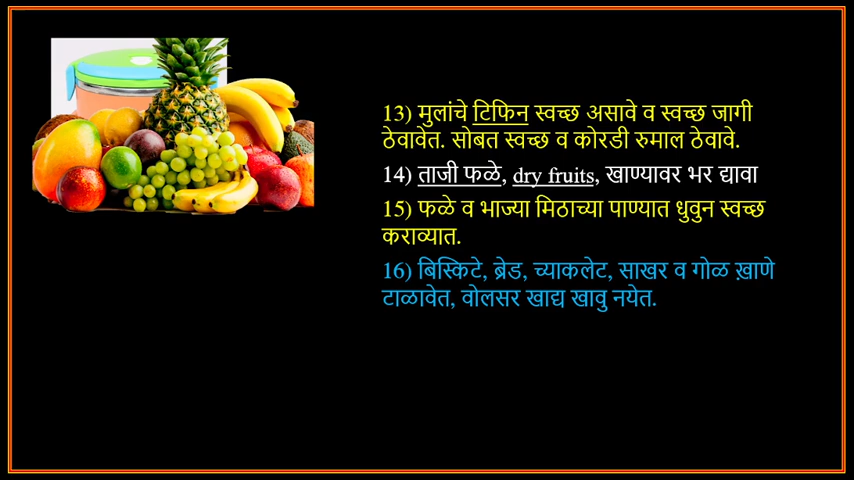 13) मुलांचे टिफिन स्वच्छ असावे व स्वच्छ जागी
ठेवावेत. सोबत स्वच्छ व कोरडी रुमाल ठेवावे.
14) ताजी फळे, dry fruits, खाण्यावर भर द्यावा
15) फळे व भाज्या मिठाच्या पाण्यात धुवुन स्वच्छ
कराव्यात.
16) बिस्किटे, ब्रेड, च्याकलेट, साखर व गोळ ख़ाणे
टाळावेत, वोलसर खाद्य खावु नयेत.